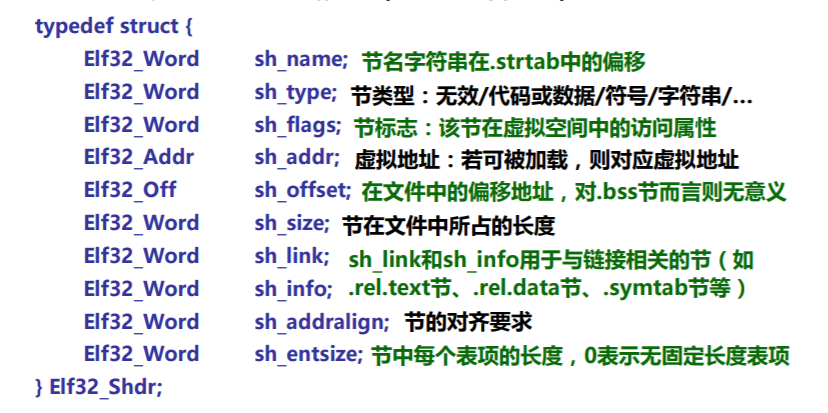 typedef struct {
Elf32_Word sh_name; 节名字符串在.strtab中的偏移
Elf32_Word sh_type; 节类型：无效/代码或数据/符号/字符串/...
Elf32_Word sh_flags; 节标志：该节在虚拟空间中的访问属性
Elf32_Addr sh_addr; 虚拟地址：若可被加载，则对应虚拟地址
Elf32_Off sh_offset; 在文件中的偏移地址，对.bss节而言则无意义
Elf32_Word sh_size; 节在文件中所占的长度
Elf32_Word sh_link; sh_link和sh_info用于与链接相关的节（如
Elf32_Word sh_info; .rel.text节、.rel.data节、.symtab节等）
Elf32_Word sh_addralign; 节的对齐要求
Elf32_Word sh_entsize; 节中每个表项的长度，0表示无固定长度表项
} Elf32_Shdr;